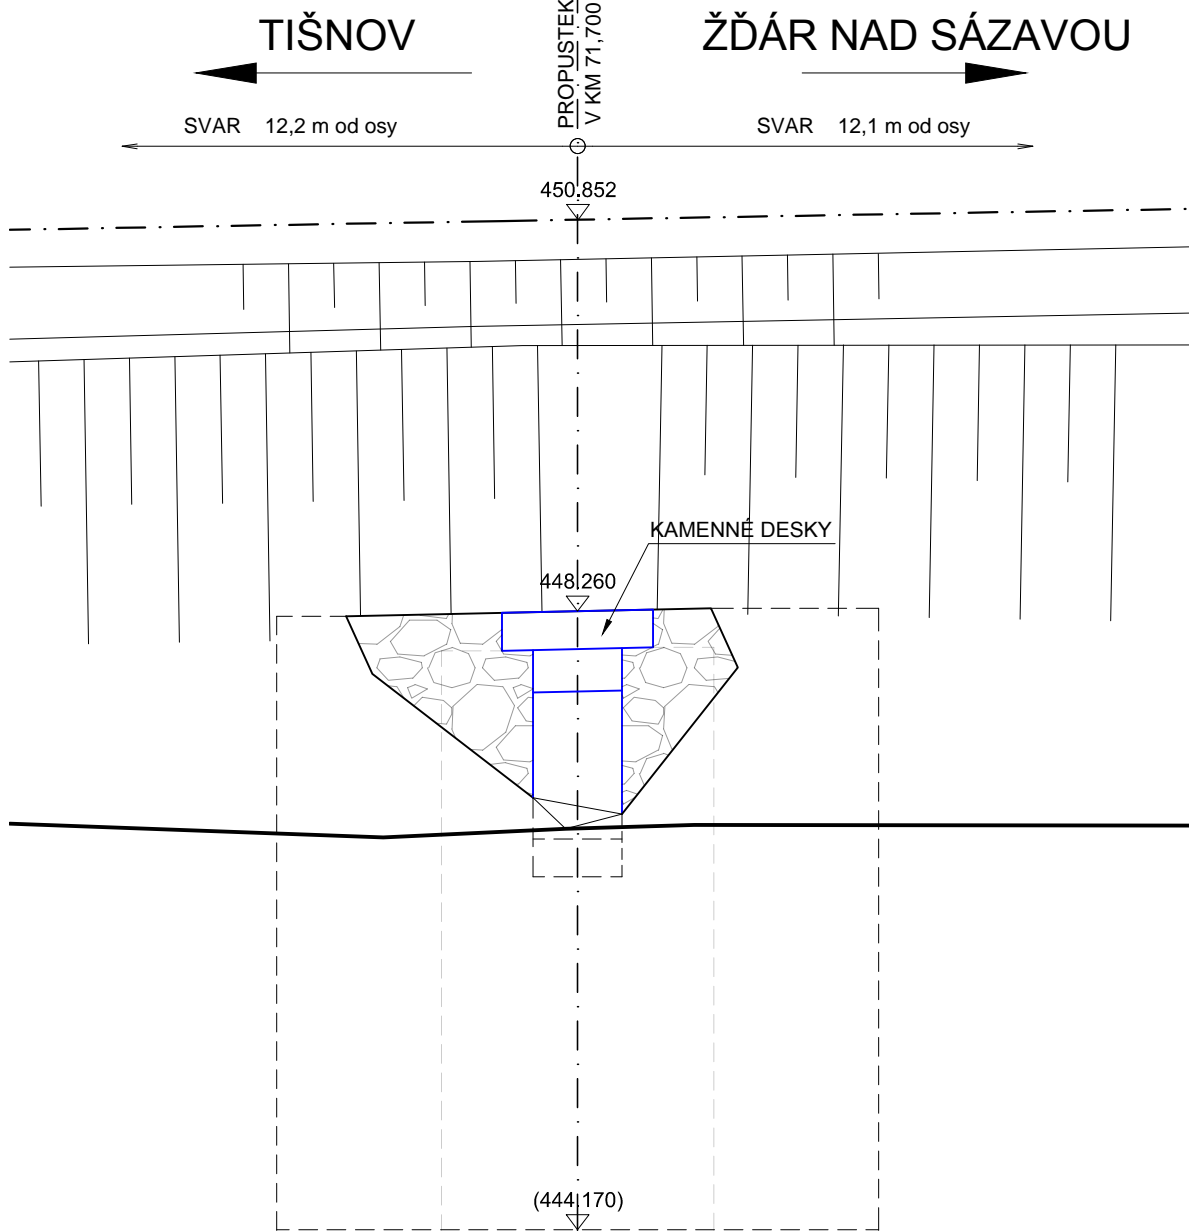 TIŠNOV
ŽĎÁR NAD SÁZAVOU
PROPUSTEK
V KM 71,700
SVAR 12,2 m od osy
SVAR 12,1 m od osy
450.852
KAMENNÉ DESKY
448.260
(444.170)